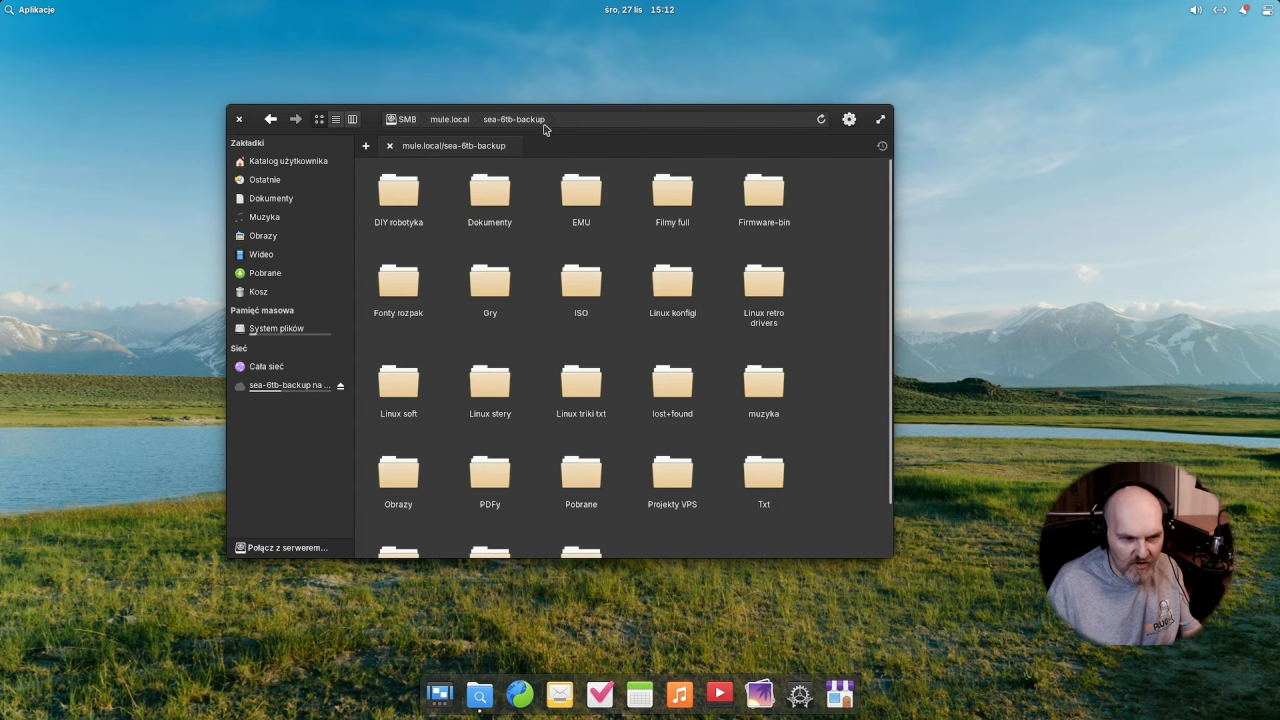 Aplikacje
śro, 27 lis 15:12
SMB mule.local sea-6tb-backup
mule.local/sea-6tb-backup
Zakładki
Katalog użytkownika
Ostatnie
Dokumenty
Muzyka
Obrazy
Wideo
Pobrane
Kosz
Pamięć masowa
System plików
Sieć
Cała sieć
sea-6tb-backup na ...
Połącz z serwerem...
DIY robotyka
Dokumenty
EMU
Filmy full
Firmware-bin
Fonty rozpak
Gry
ISO
Linux konfigi
Linux retro
drivers
Linux soft
Linux stery
Linux triki txt
lost+found
muzyka
Obrazy
PDFy
Pobrane
Projekty VPS
Txt